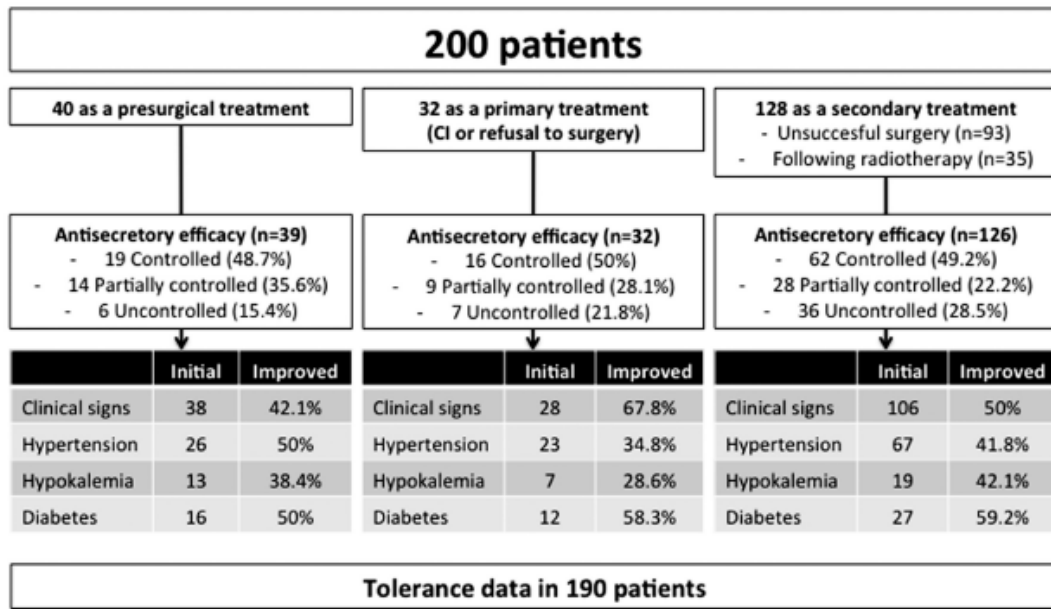 200 patients
40 as a presurgical treatment
32 as a primary treatment
(CI or refusal to surgery)
128 as a secondary treatment
- Unsuccesful surgery (n=93)
- Following radiotherapy (n=35)
Antisecretory efficacy (n=39)
- 19 Controlled (48.7%)
- 14 Partially controlled (35.6%)
- 6 Uncontrolled (15.4%)
Antisecretory efficacy (n=32)
- 16 Controlled (50%)
- 9 Partially controlled (28.1%)
- 7 Uncontrolled (21.8%)
Antisecretory efficacy (n=126)
- 62 Controlled (49.2%)
- 28 Partially controlled (22.2%)
- 36 Uncontrolled (28.5%)
Initial Improved
Clinical signs 38 42.1%
Hypertension 26 50%
Hypokalemia 13 38.4%
Diabetes 16 50%
Initial Improved
Clinical signs 28 67.8%
Hypertension 23 34.8%
Hypokalemia 7 28.6%
Diabetes 12 58.3%
Initial Improved
Clinical signs 106 50%
Hypertension 67 41.8%
Hypokalemia 19 42.1%
Diabetes 27 59.2%
Tolerance data in 190 patients